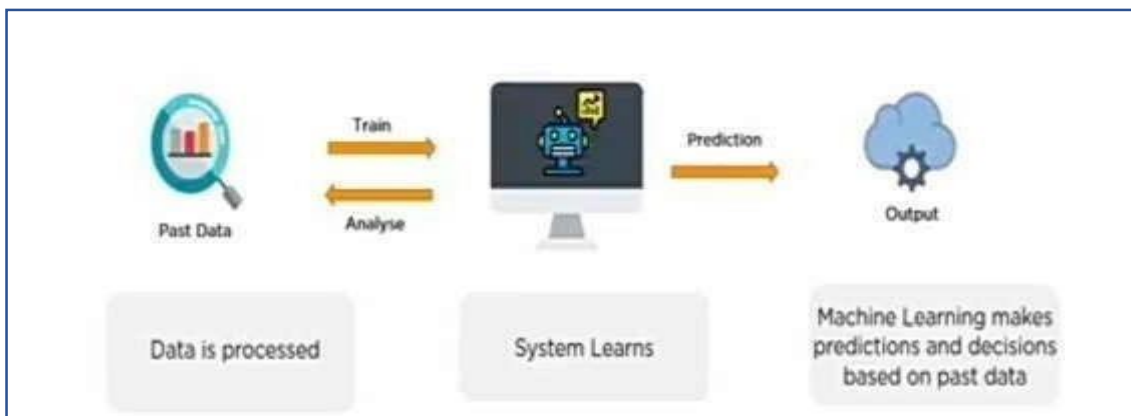 Train
Prediction
Past Data
Analyse
Output
Data is processed
System Learns
Machine Learning makes
predictions and decisions
based on past data